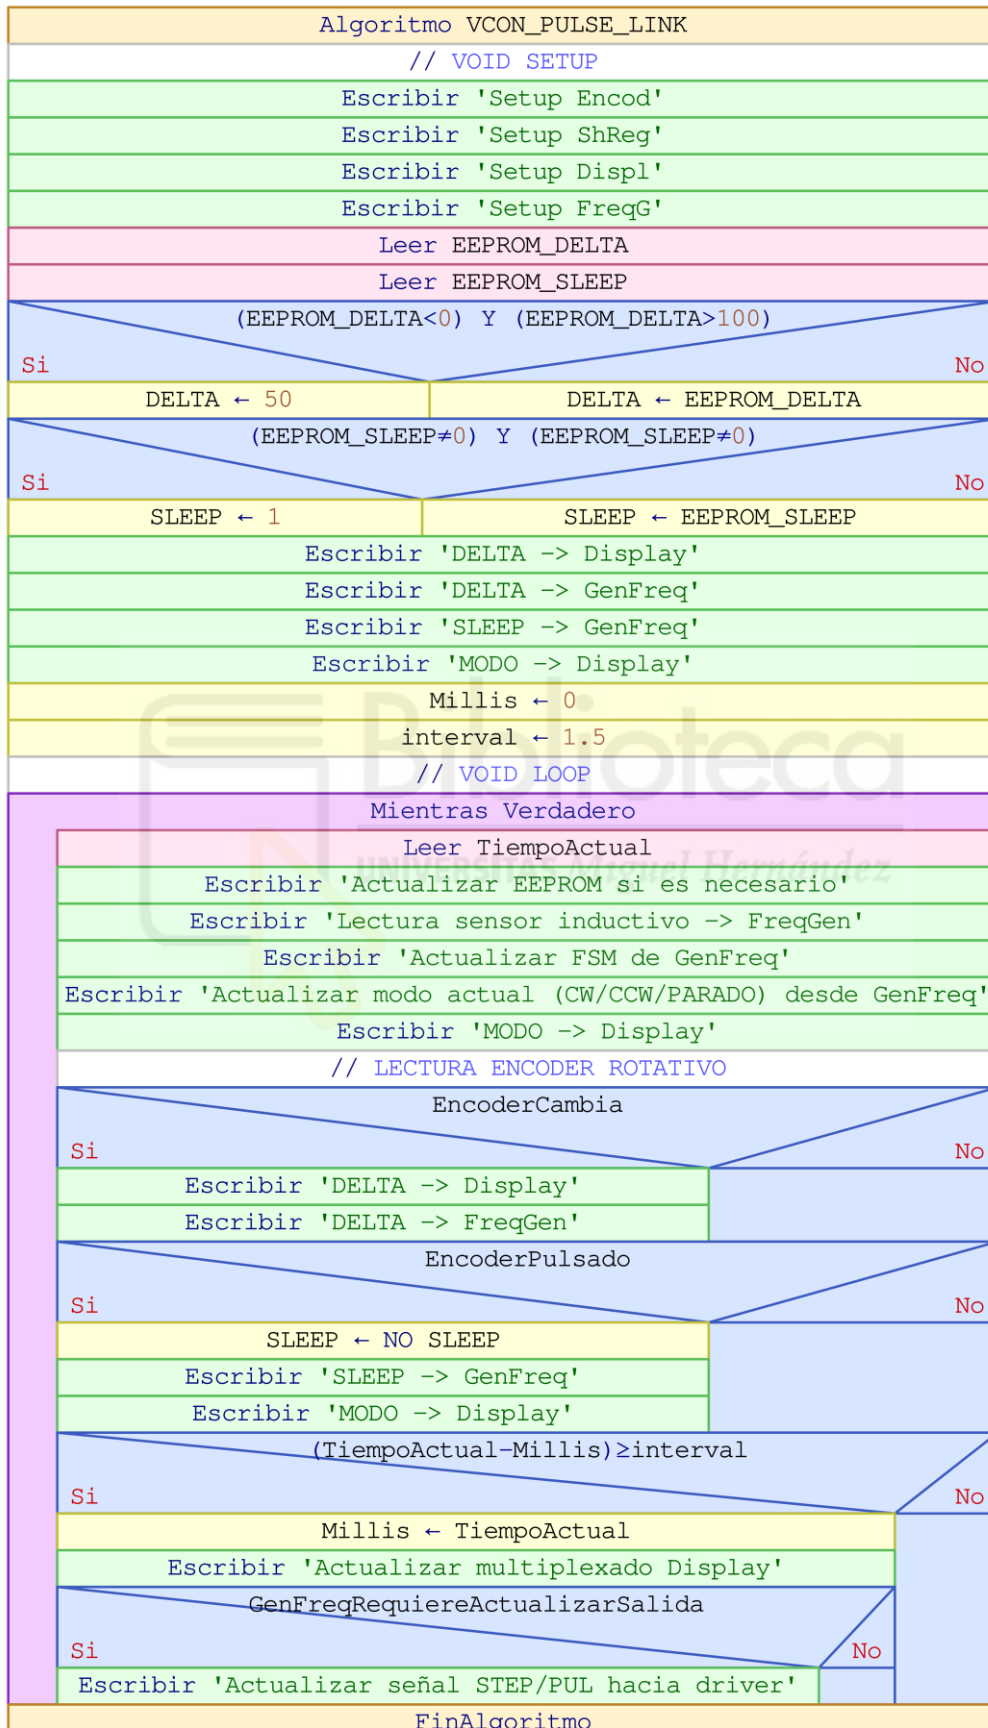 Algoritmo VCON_PULSE_LINK
// VOID SETUP
Escribir 'Setup Encod'
Escribir 'Setup ShReg'
Escribir 'Setup Displ'
Escribir 'Setup FreqG'
Leer EEPROM_DELTA
Leer EEPROM_SLEEP
(EEPROM_DELTA<0) Y (EEPROM_DELTA>100)
Si No
DELTA ← 50 DELTA ← EEPROM_DELTA
(EEPROM_SLEEP≠0) Y (EEPROM_SLEEP≠0)
Si No
SLEEP ← 1 SLEEP ← EEPROM_SLEEP
Escribir 'DELTA -> Display'
Escribir 'DELTA -> GenFreq'
Escribir 'SLEEP -> GenFreq'
Escribir 'MODO -> Display'
Millis ← 0
interval ← 1.5
Biblioteca
// VOID LOOP
Mientras Verdadero
Leer TiempoActual
UNIVERSITAS Miguel Hernández
Escribir 'Actualizar EEPROM si es necesario'
Escribir 'Lectura sensor inductivo -> FreqGen'
Escribir 'Actualizar FSM de GenFreq'
Escribir 'Actualizar modo actual (CW/CCW/PARADO) desde GenFreq'
Escribir 'MODO -> Display'
// LECTURA ENCODER ROTATIVO
EncoderCambia
Si No
Escribir 'DELTA -> Display'
Escribir 'DELTA -> FreqGen'
EncoderPulsado
Si No
SLEEP ← NO SLEEP
Escribir 'SLEEP -> GenFreq'
Escribir 'MODO -> Display'
(TiempoActual-Millis)≥interval
Si No
Millis ← TiempoActual
Escribir 'Actualizar multiplexado Display'
GenFreqRequiereActualizarSalida
Si No
Escribir 'Actualizar señal STEP/PUL hacia driver'
FinAlgoritmo